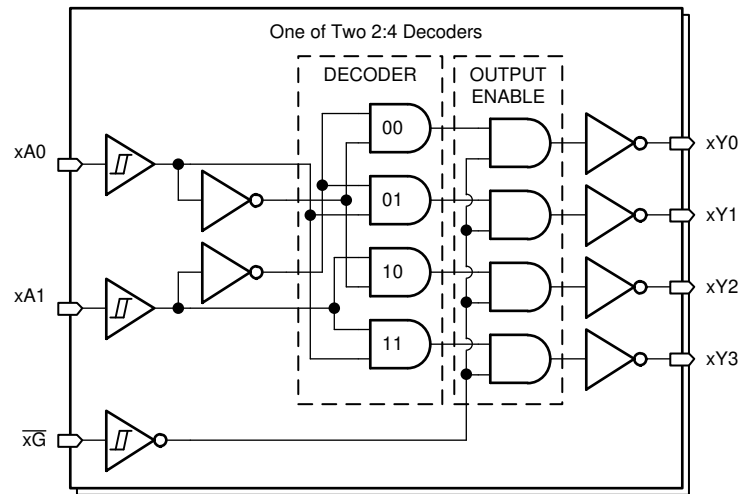 One of Two 2:4 Decoders
DECODER
OUTPUT
ENABLE
xA0
xA1
x̅G̅
00
01
10
11
xY0
xY1
xY2
xY3